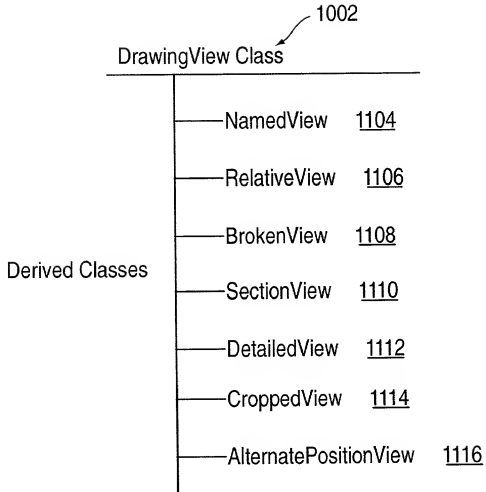 1002
DrawingView Class
NamedView 1104
RelativeView 1106
BrokenView 1108
Derived Classes
SectionView 1110
DetailedView 1112
CroppedView 1114
AlternatePositionView 1116